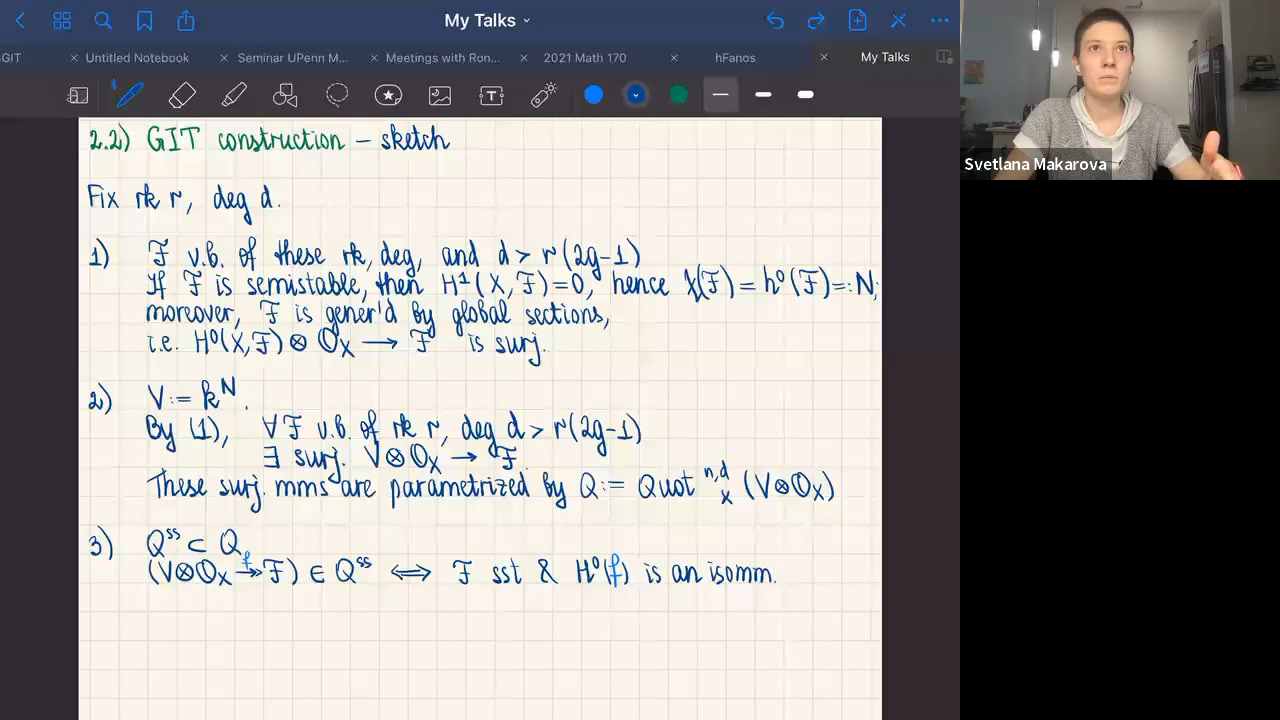 My Talks
GIT
Untitled Notebook
Seminar UPenn M...
Meetings with Ron...
2021 Math 170
hFanos
My Talks
Svetlana Makarova
2.2) GIT construction – sketch
Fix rk r, deg d.
1) F v.b. of these rk, deg, and d > r(2g-1)
If F is semistable, then H¹(X,F)=0, hence χ(F)=h⁰(F)=:N;
moreover, F is gener'd by global sections,
i.e. H⁰(X,F)⊗O_X → F is surj.
2) V:= k^N.
By (1), ∀F v.b. of rk r, deg d > r(2g-1)
∃ surj. V⊗O_X → F.
These surj. mms are parametrized by Q:= Quot^{r,d}_X (V⊗O_X)
3) Q^ss ⊂ Q
(V⊗O_X ↠^f F) ∈ Q^ss ⟺ F sst & H⁰(f) is an isomm.